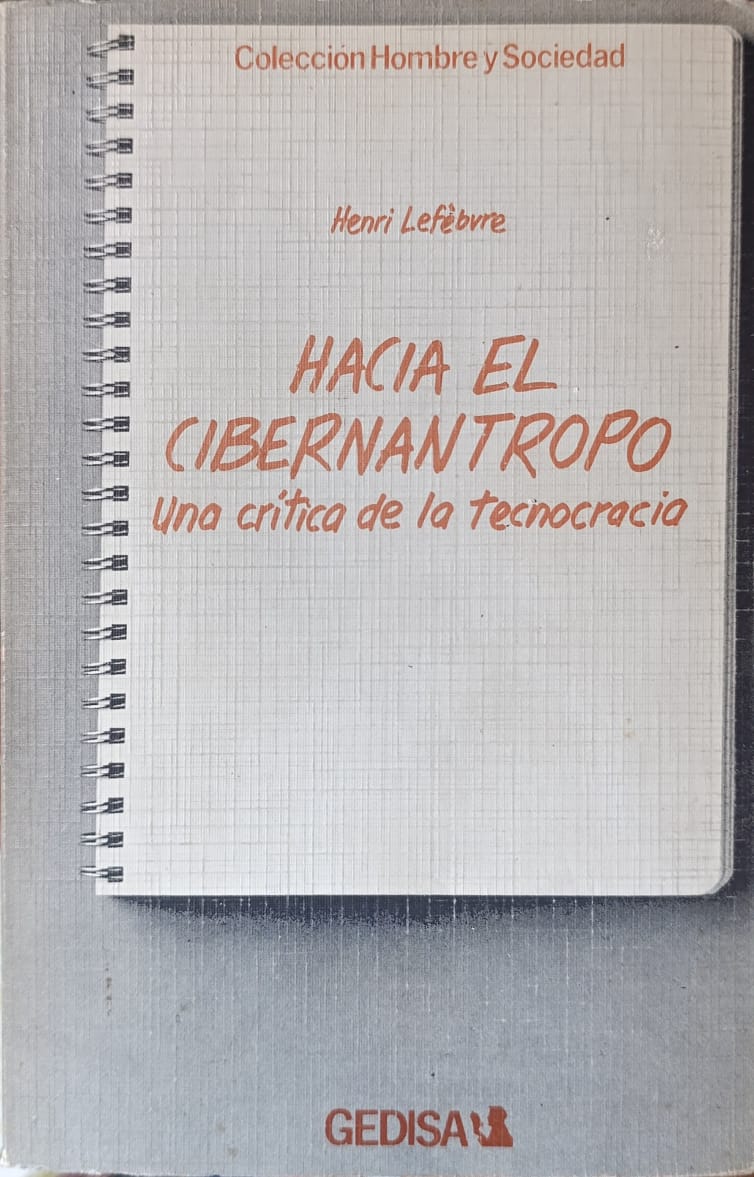 Colección Hombre y Sociedad
Henri Lefèbvre
HACIA EL
CIBERNANTROPO
una crítica de la tecnocracia
GEDISA